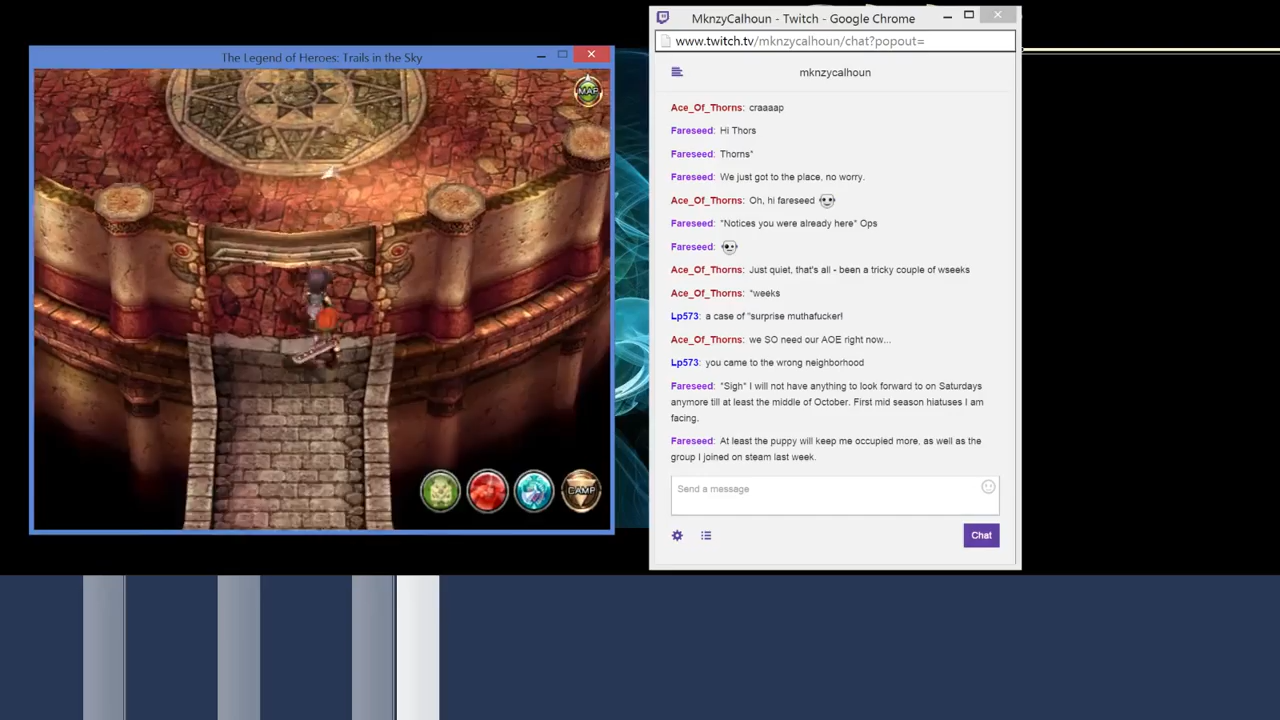 MknzyCalhoun - Twitch - Google Chrome
www.twitch.tv/mknzycalhoun/chat?popout=
The Legend of Heroes: Trails in the Sky
MAP
mknzycalhoun
Ace_Of_Thorns: craaaap
Fareseed: Hi Thors
Fareseed: Thorns*
Fareseed: We just got to the place, no worry.
Ace_Of_Thorns: Oh, hi fareseed
Fareseed: *Notices you were already here* Ops
Fareseed:
Ace_Of_Thorns: Just quiet, that's all - been a tricky couple of wseeks
Ace_Of_Thorns: *weeks
Lp573: a case of "surprise muthafucker!
Ace_Of_Thorns: we SO need our AOE right now...
Lp573: you came to the wrong neighborhood
Fareseed: *Sigh* I will not have anything to look forward to on Saturdays
anymore till at least the middle of October. First mid season hiatuses I am
facing.
Fareseed: At least the puppy will keep me occupied more, as well as the
group I joined on steam last week.
Send a message
CAMP
Chat